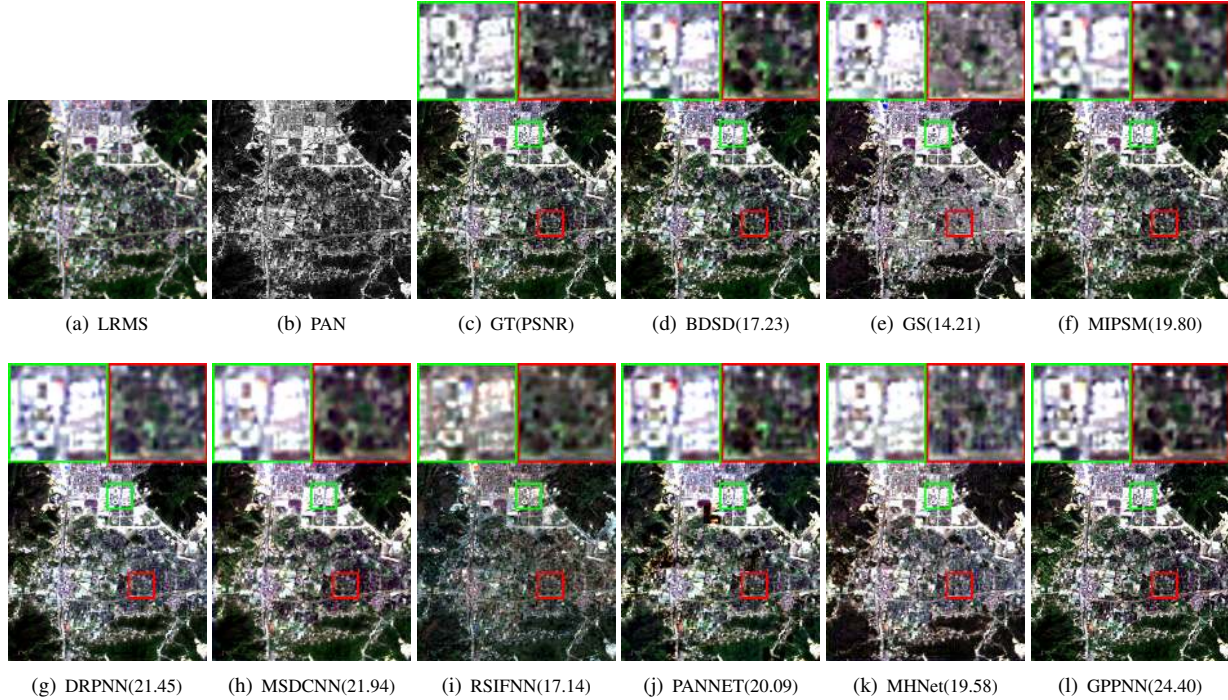 (a) LRMS
(b) PAN
(c) GT(PSNR)
(d) BDSD(17.23)
(e) GS(14.21)
(f) MIPSM(19.80)
(g) DRPNN(21.45)
(h) MSDCNN(21.94)
(i) RSIFNN(17.14)
(j) PANNET(20.09)
(k) MHNet(19.58)
(l) GPPNN(24.40)